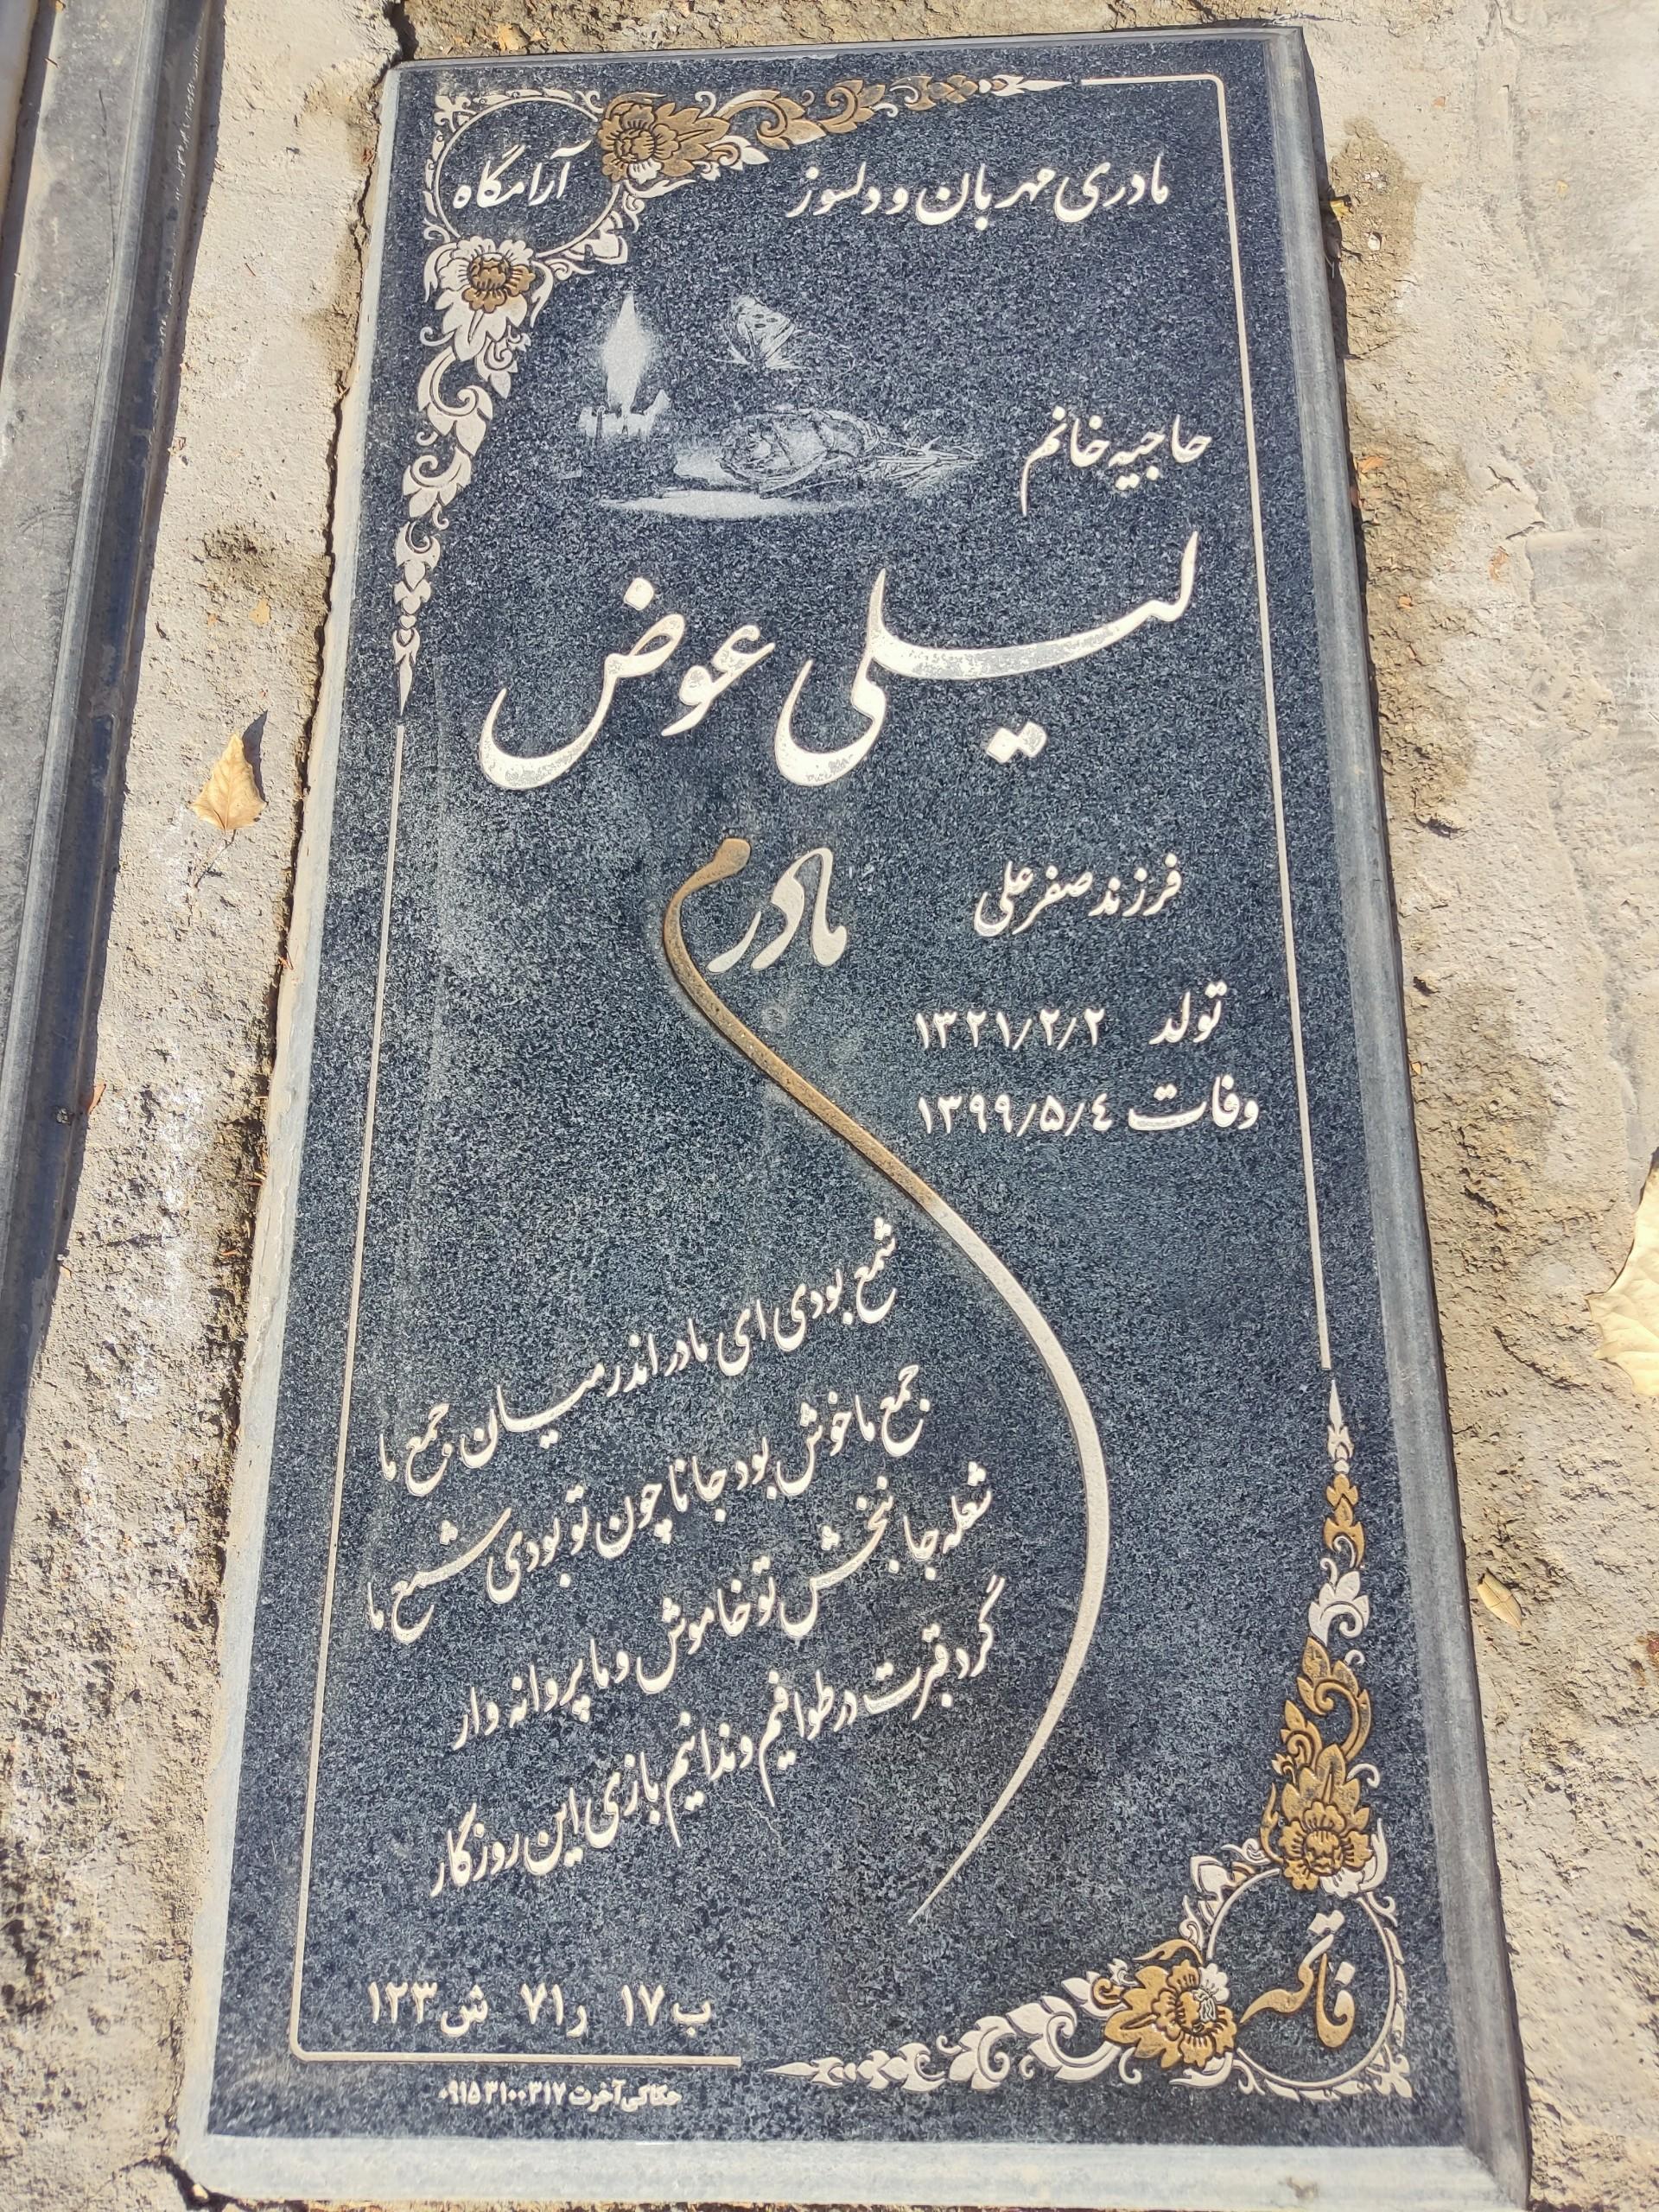 آرامگاه
مادری مهربان و دلسوز
حاجیه خانم
لیلی عوض
فرزند صفرعلی
مادرم
تولد ۱۳۲۱/۲/۲
وفات ۱۳۹۹/۵/٤
شمع بودی ای مادر اندر میان جمع ما
جمع ما خوش بود جانا چون تو بودی شمع ما
شعله جانبخش تو خاموش و ما پروانه وار
گرد قبرت در طوافیم و ندانیم بازی این روزگار
ب ۱۷ ر ۷۱ ش ۱۲۳
فاتحه
حکاکی آخرت ۰۹۱۵۳۱۰۰۳۱۷